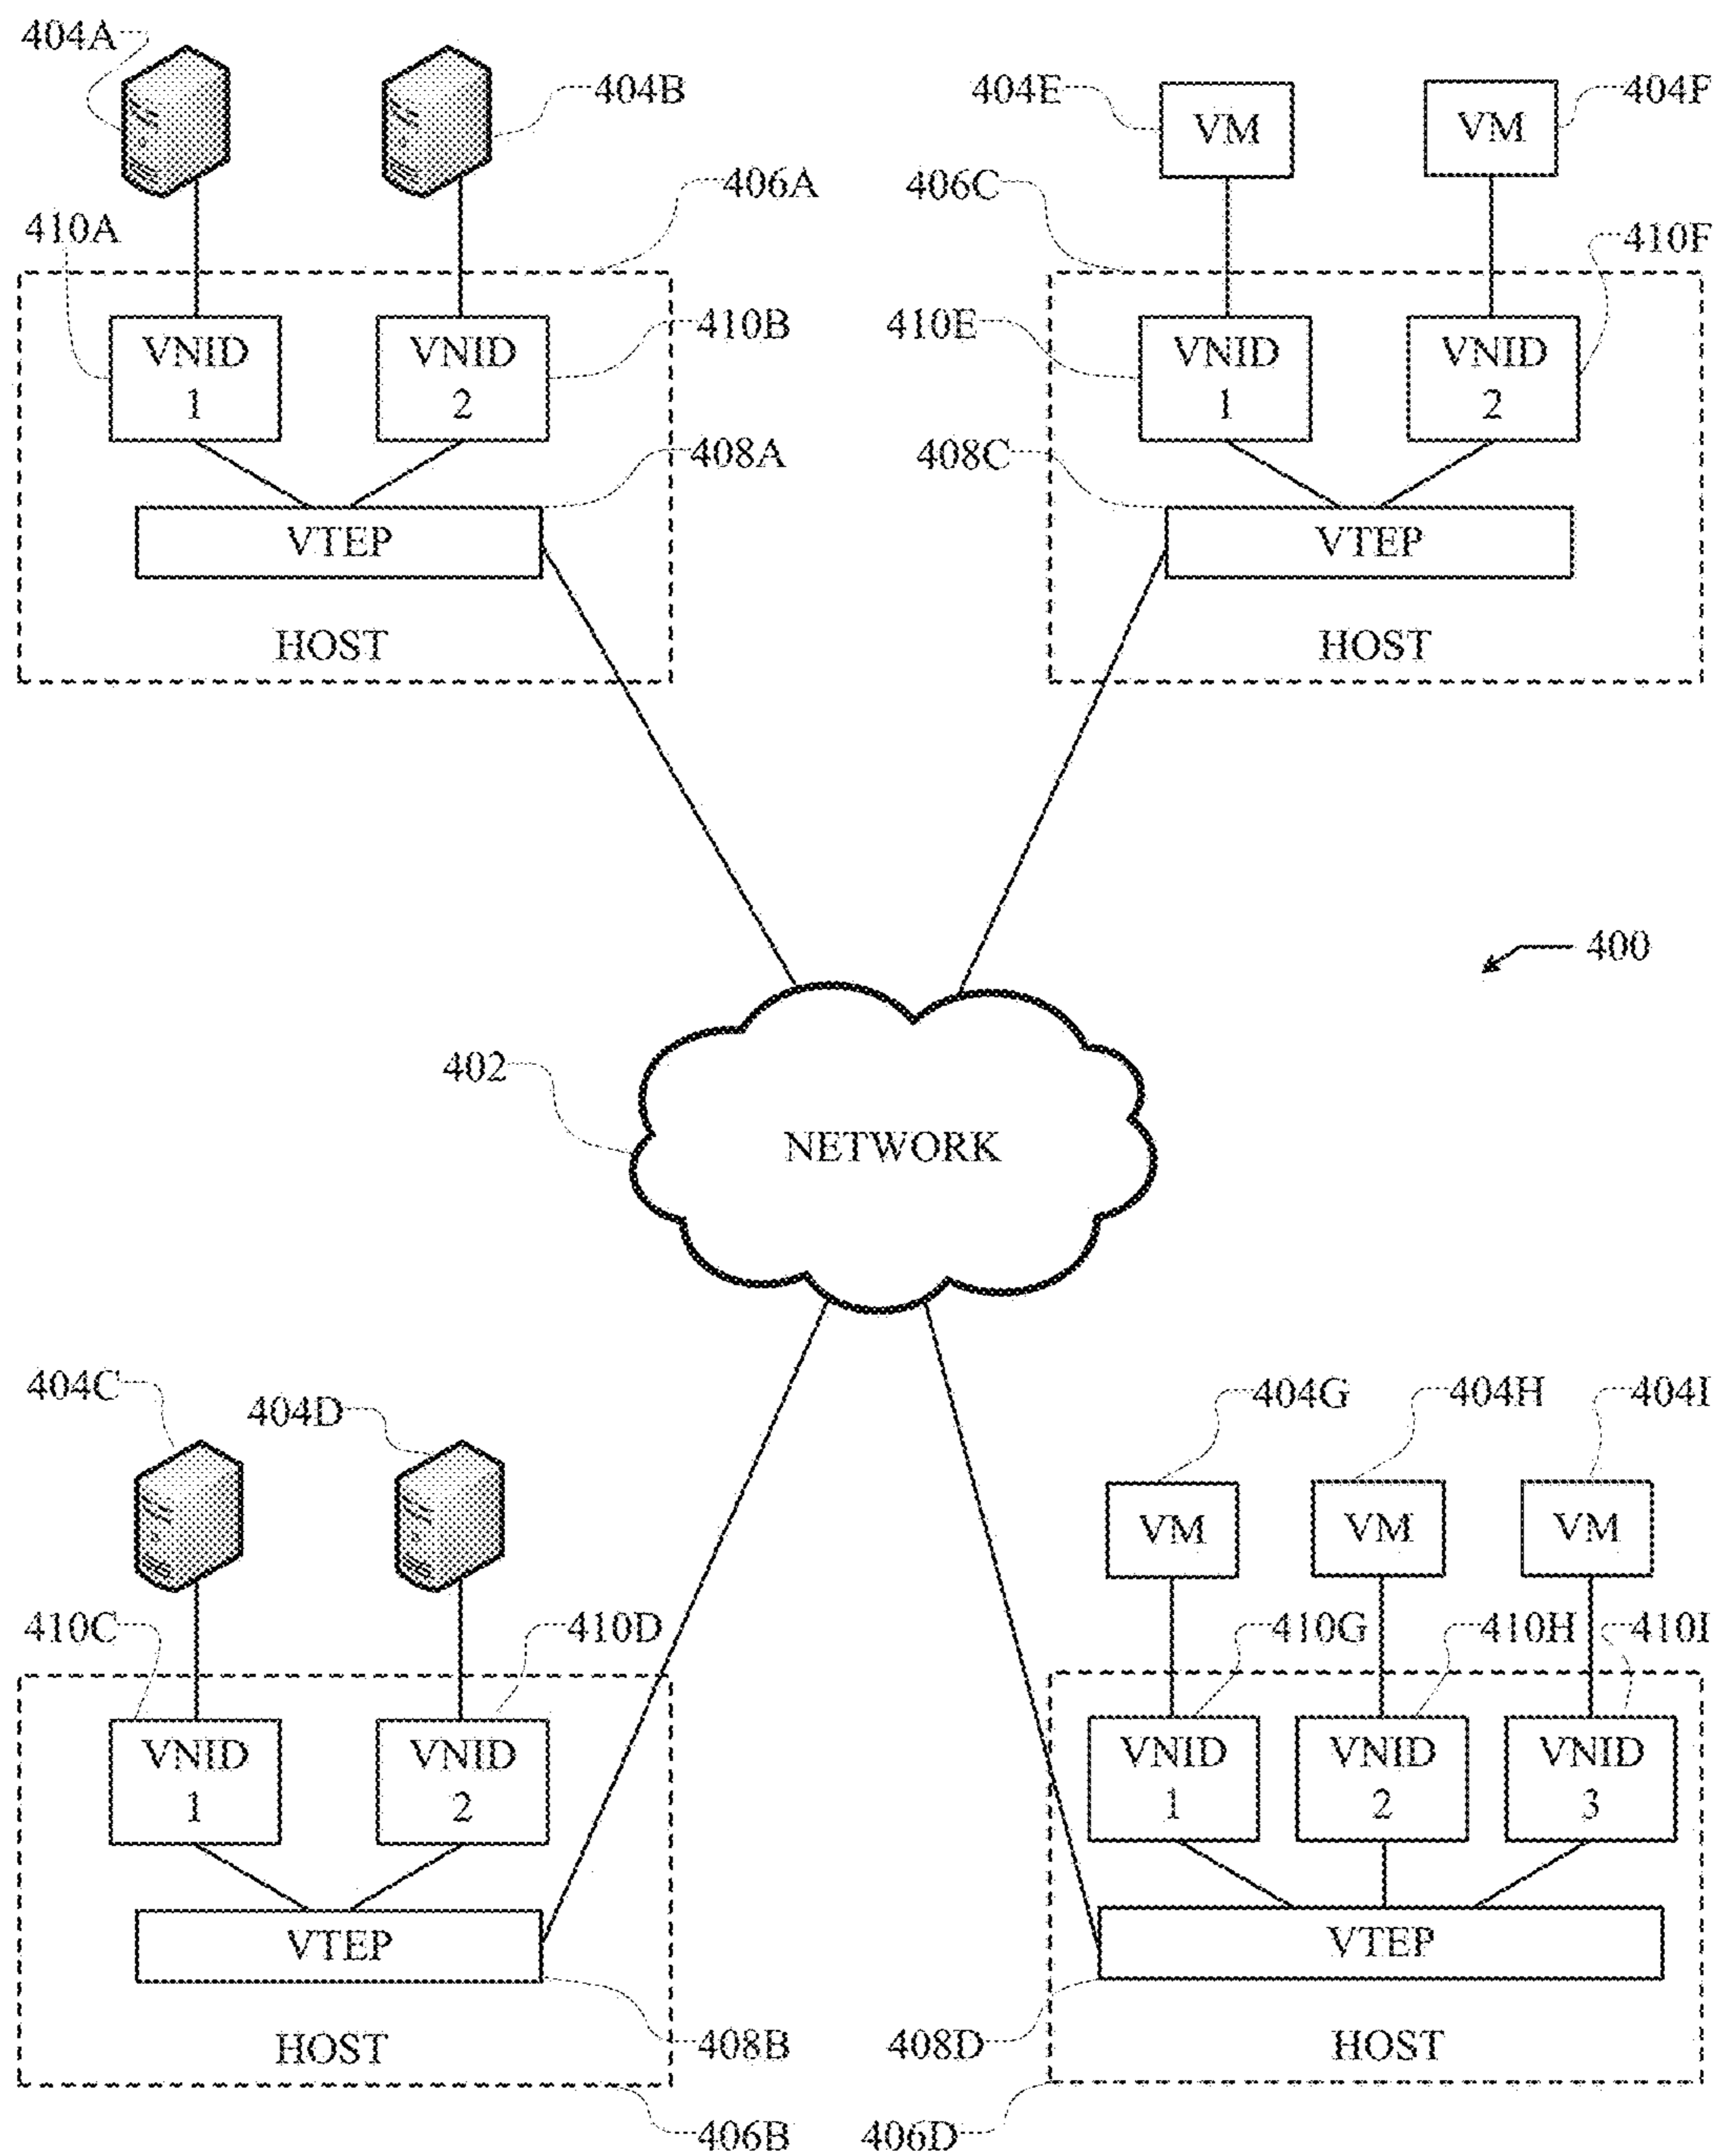 404A
404B
404E
VM
VM
404F
410A
406A
406C
410F
VNID
1
VNID
2
410B
410E
VNID
1
VNID
2
408A
408C
VTEP
VTEP
HOST
HOST
400
402
NETWORK
404C
404D
404G
404H
404I
VM
VM
VM
410C
410D
410G
410H
410I
VNID
1
VNID
2
VNID
1
VNID
2
VNID
3
VTEP
VTEP
HOST
408B
408D
HOST
406B
406D